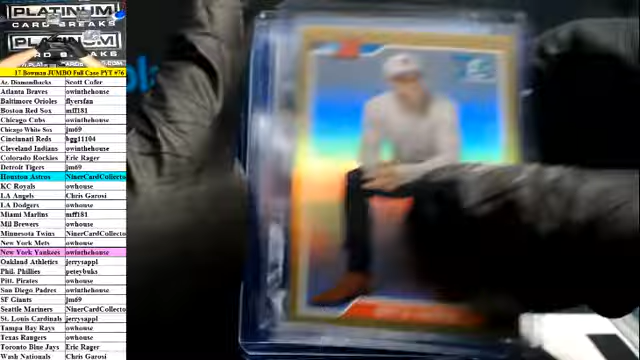 PLATINUM
CARD BREAKS
PLATINUM
CARD BREAKS
17 Bowman JUMBO Full Case PYT #76
Az. Diamondbacks Scott Cofer
Atlanta Braves owinthehouse
Baltimore Orioles flyersfan
Boston Red Sox mff181
Chicago Cubs owinthehouse
Chicago White Sox jm69
Cincinnati Reds bgg11104
Cleveland Indians owinthehouse
Colorado Rockies Eric Rager
Detroit Tigers jm69
Houston Astros NinerCardCollecto
KC Royals owhouse
LA Angels Chris Garosi
LA Dodgers owhouse
Miami Marlins mff181
Mil Brewers owhouse
Minnesota Twins NinerCardCollecto
New York Mets owhouse
New York Yankees owinthehouse
Oakland Athletics jerrysappl
Phil. Phillies peteybuks
Pitt. Pirates owhouse
San Diego Padres owinthehouse
SF Giants jm69
Seattle Mariners NinerCardCollecto
St. Louis Cardinals jerrysappl
Tampa Bay Rays owhouse
Texas Rangers owhouse
Toronto Blue Jays Eric Rager
Wash Nationals Chris Garosi